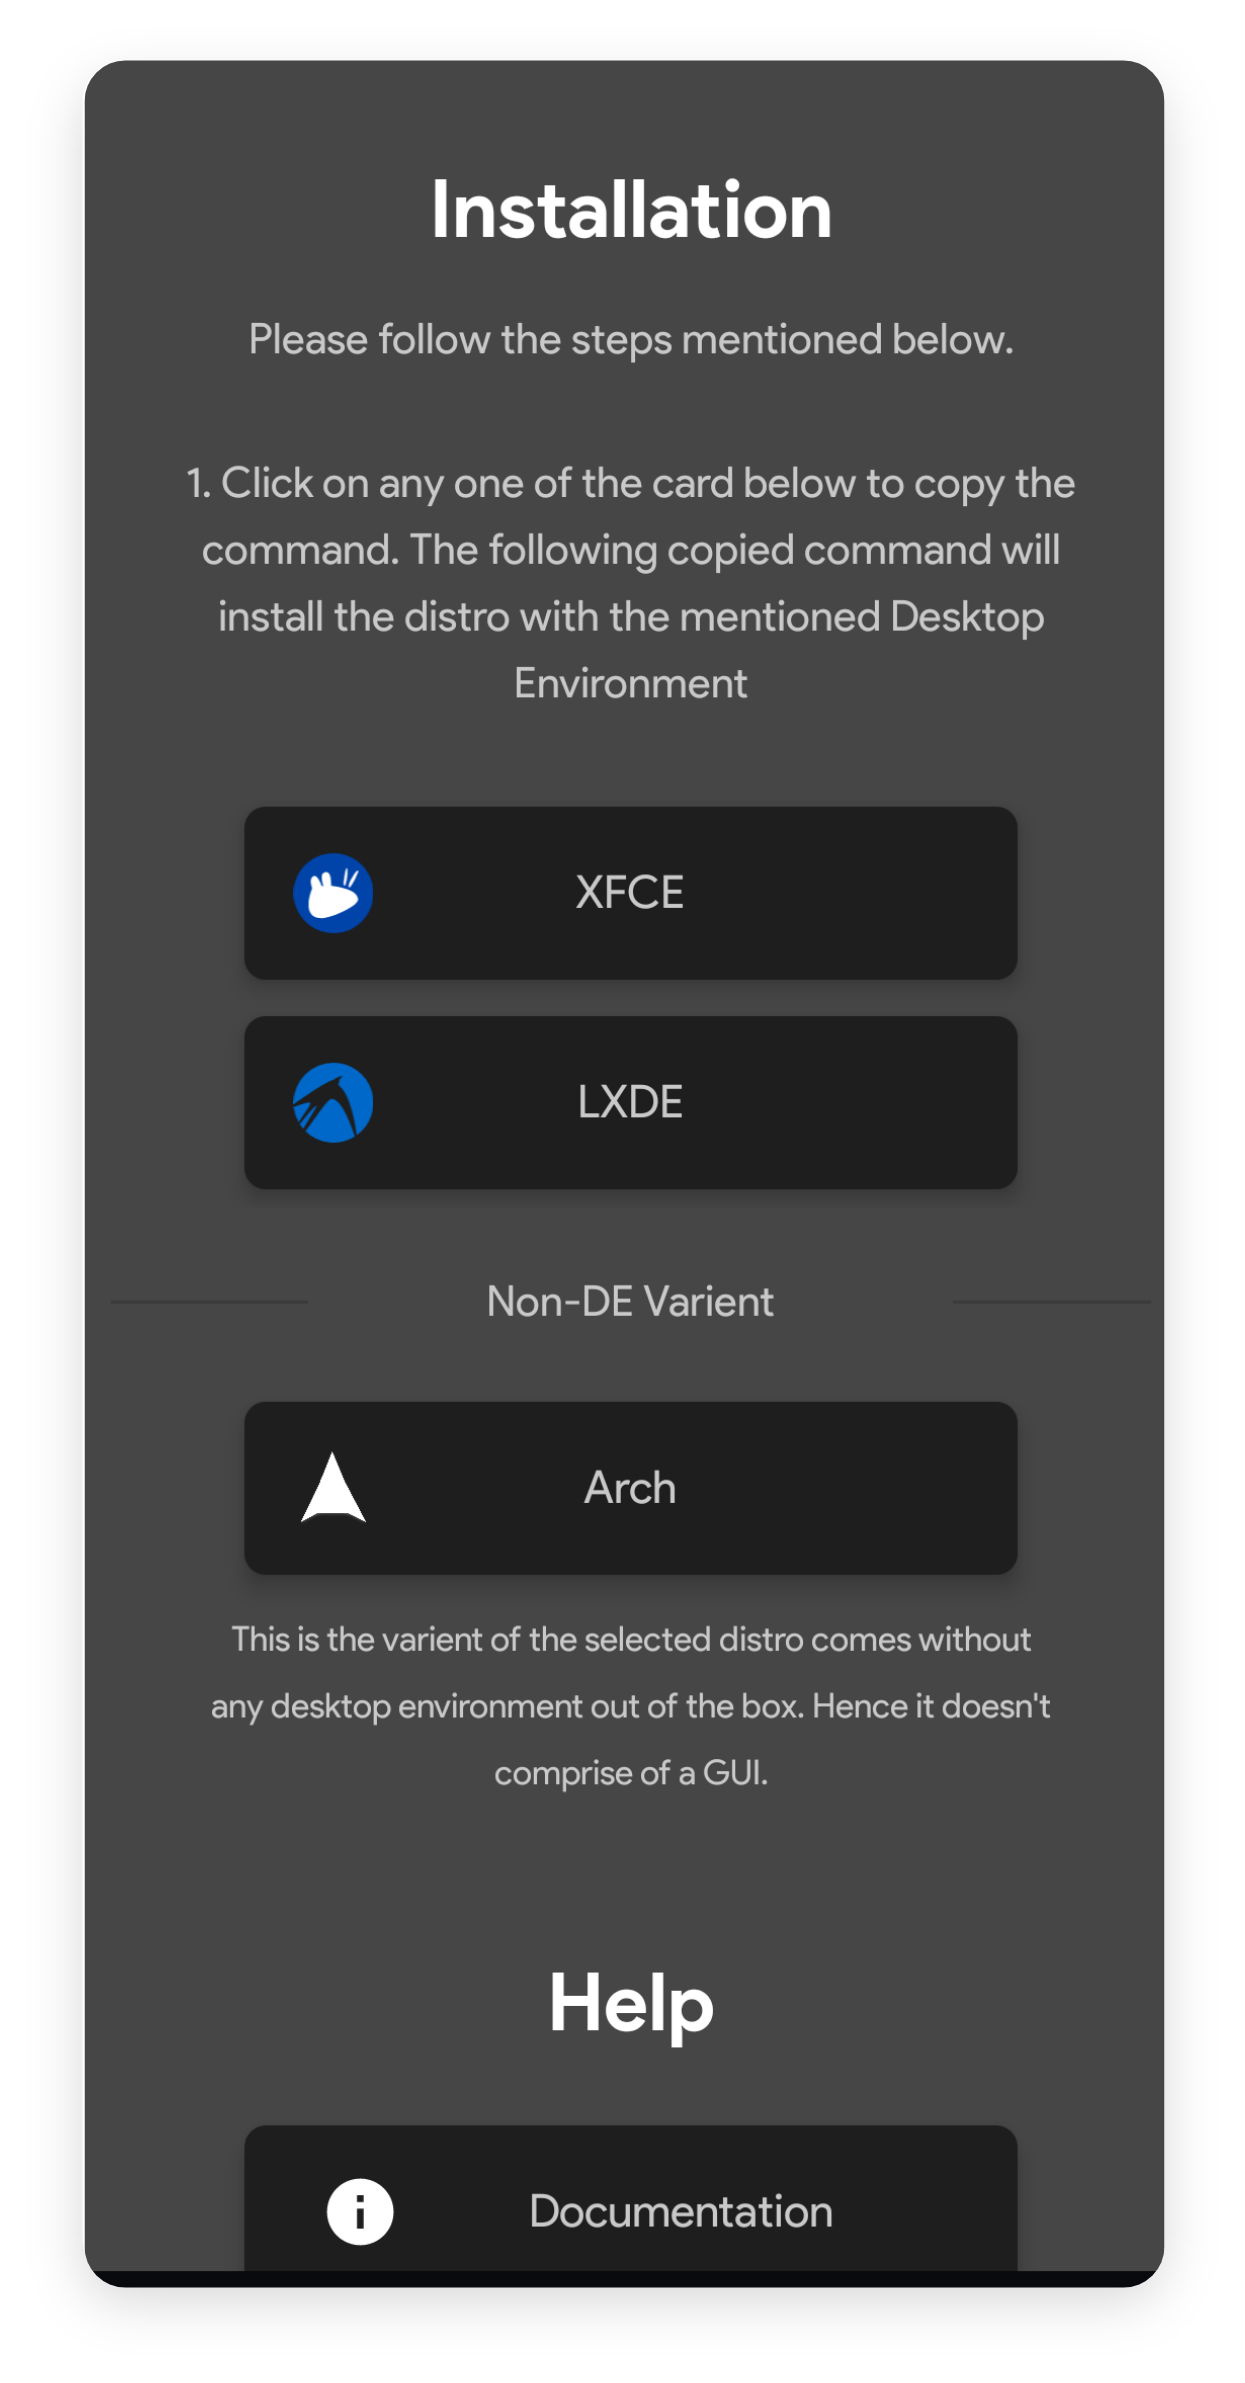 Installation
Please follow the steps mentioned below.
1. Click on any one of the card below to copy the
command. The following copied command will
install the distro with the mentioned Desktop
Environment
XFCE
LXDE
Non-DE Varient
Arch
This is the varient of the selected distro comes without
any desktop environment out of the box. Hence it doesn't
comprise of a GUI.
Help
Documentation